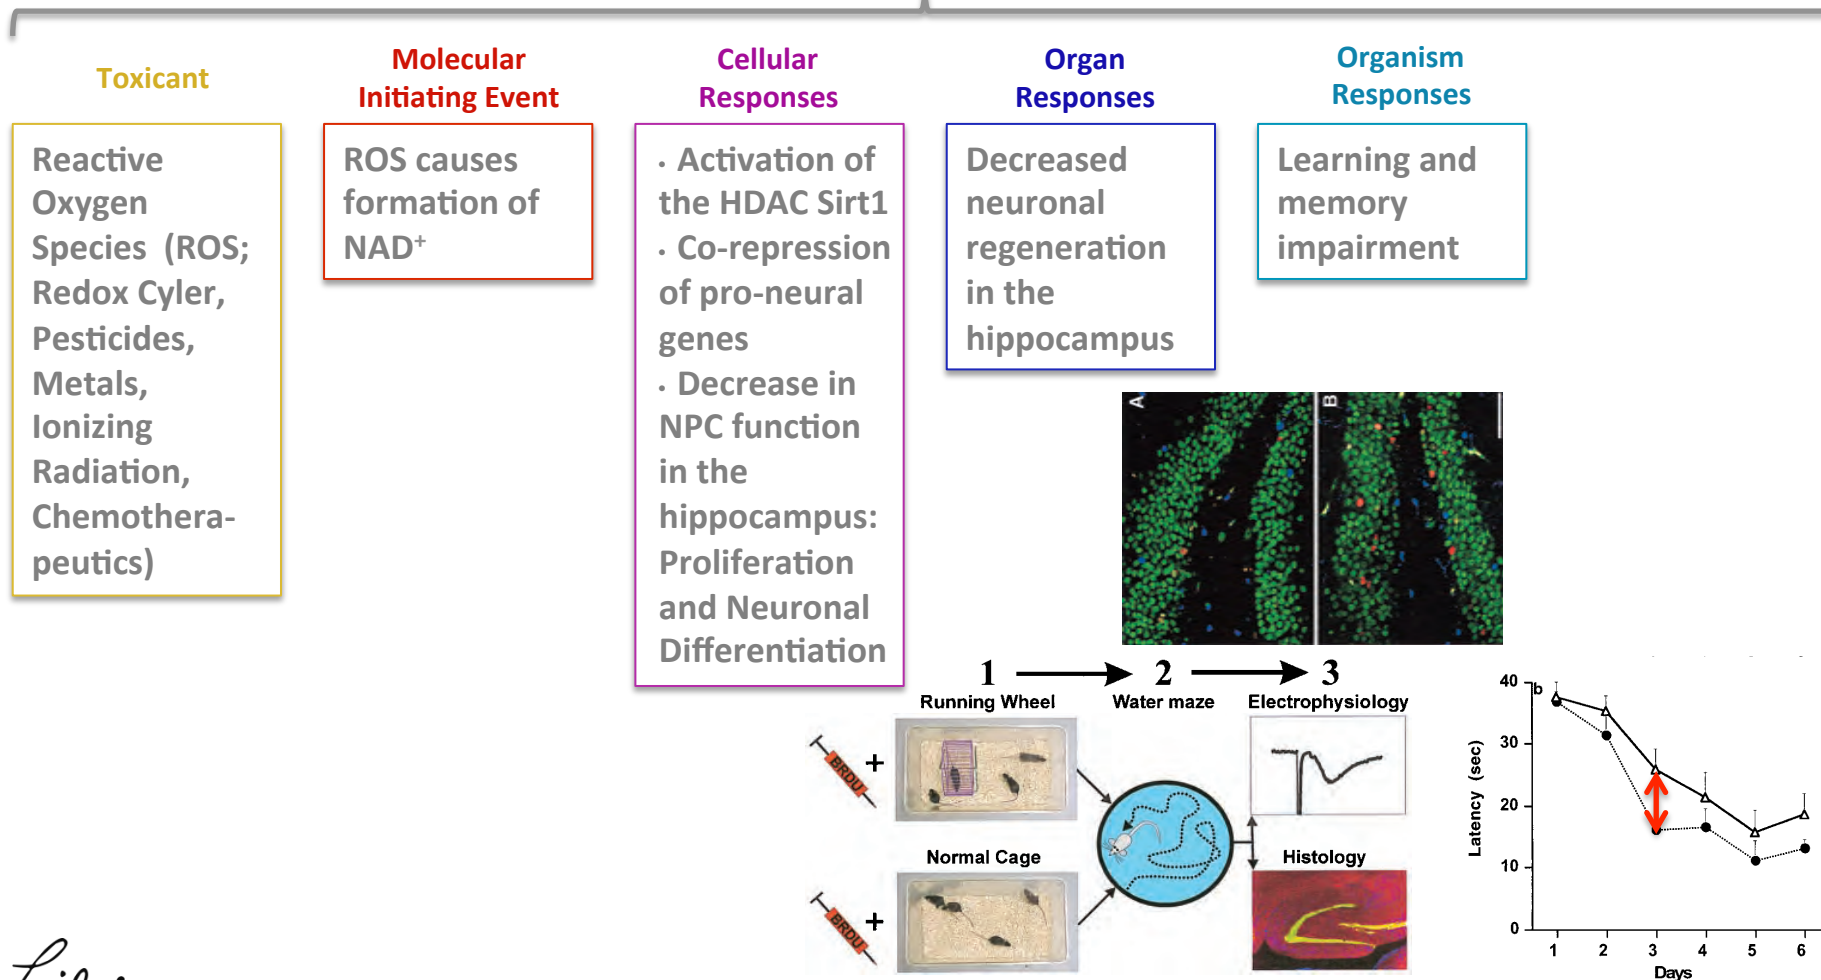 Toxicant
Molecular
Initiating Event
Cellular
Responses
Organ
Responses
Organism
Responses
Reactive
Oxygen
Species (ROS;
Redox Cyler,
Pesticides,
Metals,
Ionizing
Radiation,
Chemothera-
peutics)
ROS causes
formation of
NAD⁺
· Activation of
the HDAC Sirt1
· Co-repression
of pro-neural
genes
· Decrease in
NPC function
in the
hippocampus:
Proliferation
and Neuronal
Differentiation
Decreased
neuronal
regeneration
in the
hippocampus
Learning and
memory
impairment
A
B
1 2 3
Running Wheel Water maze Electrophysiology
BRDU +
Normal Cage Histology
BRDU +
b
Latency (sec)
40
30
20
10
0
1 2 3 4 5 6
Days